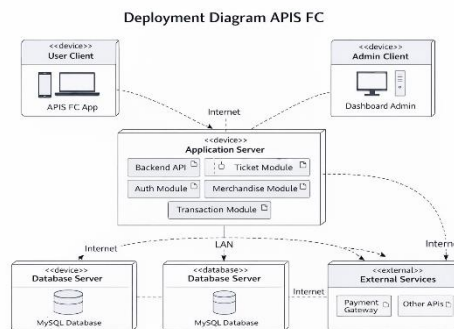 Deployment Diagram APIS FC
<<device>>
User Client
APIS FC App
<<device>>
Admin Client
Dashboard Admin
Internet
<<device>>
Application Server
Backend API
Ticket Module
Auth Module
Merchandise Module
Transaction Module
Internet
LAN
Intern
<<device>>
Database Server
MySQL Database
<<database>>
Database Server
MySQL Database
Internet
<<external>>
External Services
Payment
Gateway
Other APIs